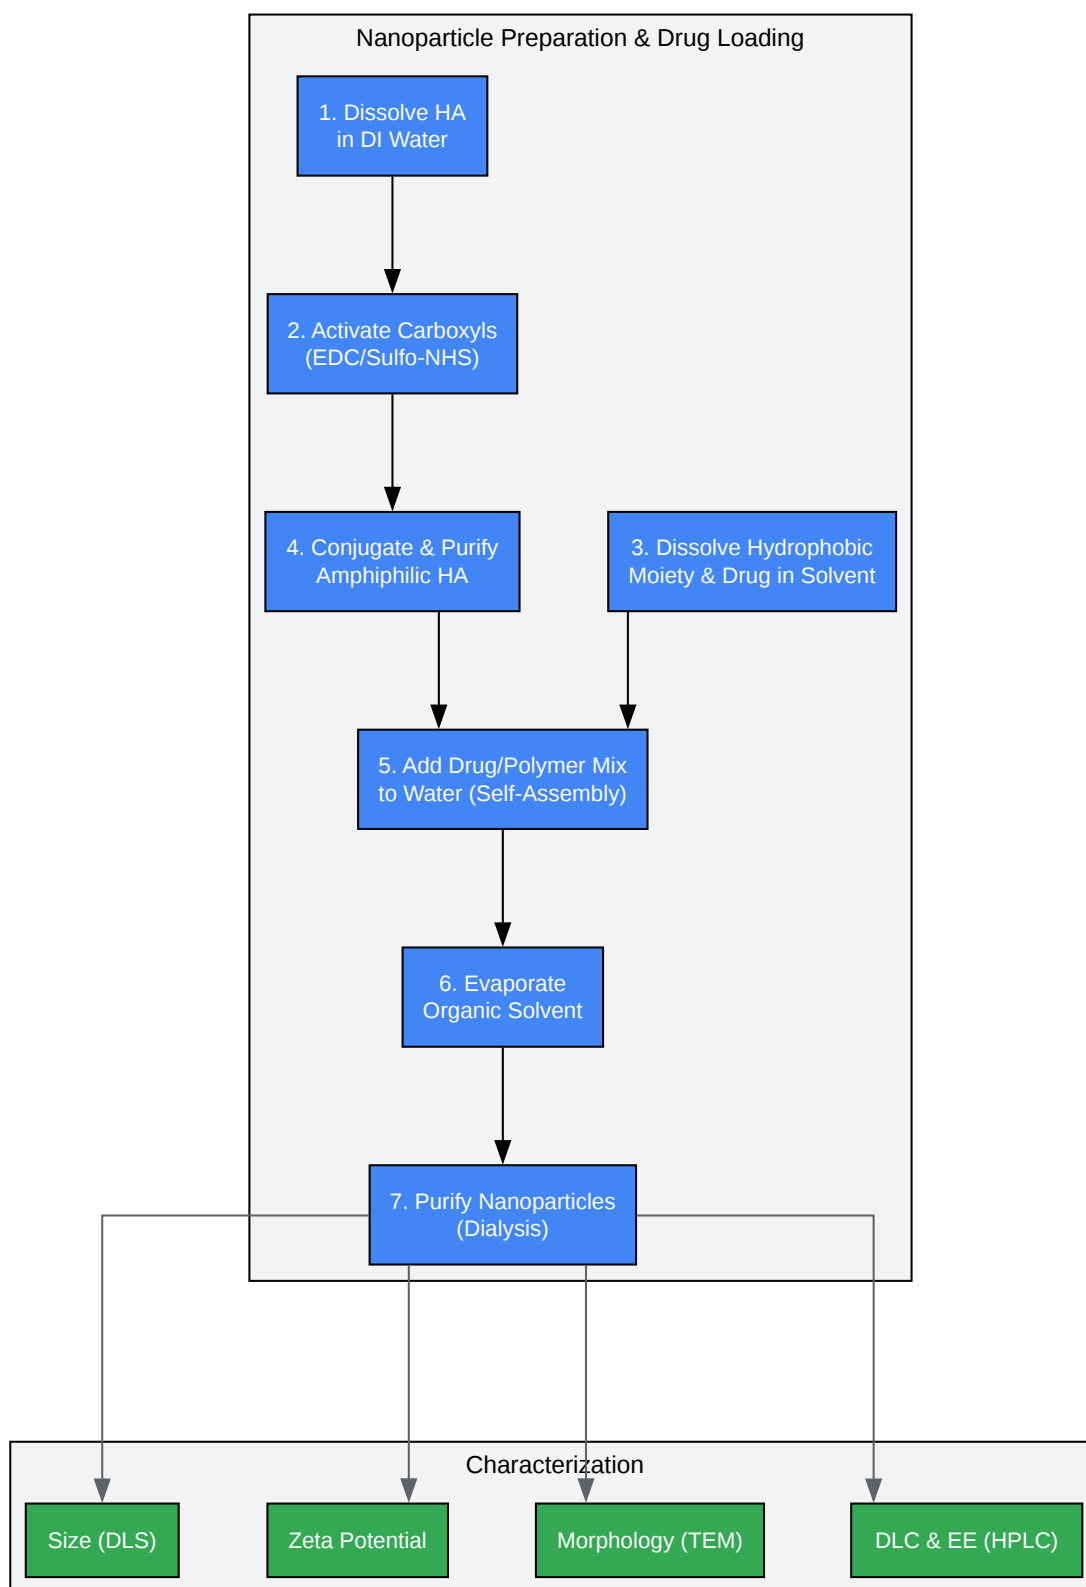 Nanoparticle Preparation & Drug Loading
1. Dissolve HA
in DI Water
2. Activate Carboxyls
(EDC/Sulfo-NHS)
4. Conjugate & Purify
Amphiphilic HA
3. Dissolve Hydrophobic
Moiety & Drug in Solvent
5. Add Drug/Polymer Mix
to Water (Self-Assembly)
6. Evaporate
Organic Solvent
7. Purify Nanoparticles
(Dialysis)
Characterization
Size (DLS)
Zeta Potential
Morphology (TEM)
DLC & EE (HPLC)